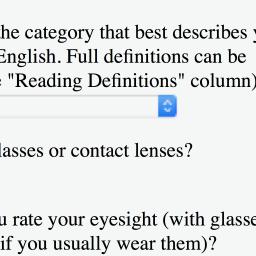 the category that best describes
English. Full definitions can be
"Reading Definitions" column)
lasses or contact lenses?
u rate your eyesight (with glasse
if you usually wear them)?